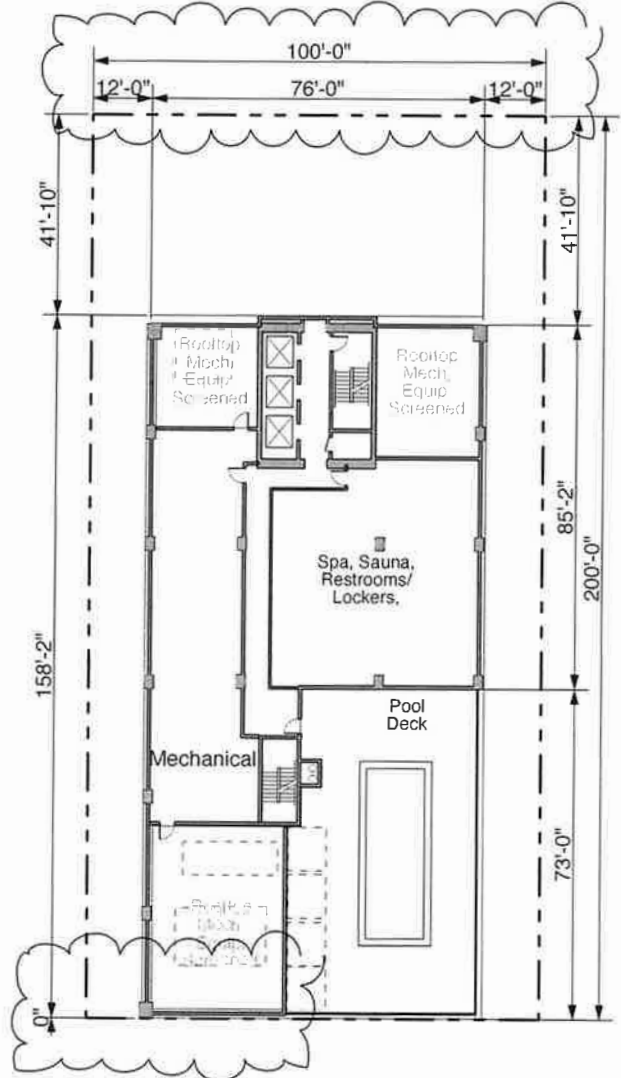 100'-0"
12'-0"
76'-0"
12'-0"
41'-10"
41'-10"
Rooftop
Mech
Equip
Screened
Rooftop
Mech,
Equip
Screened
85'-2"
200'-0"
Spa, Sauna,
Restrooms/
Lockers,
158'-2"
Pool
Deck
Mechanical
73'-0"
Mech
0"